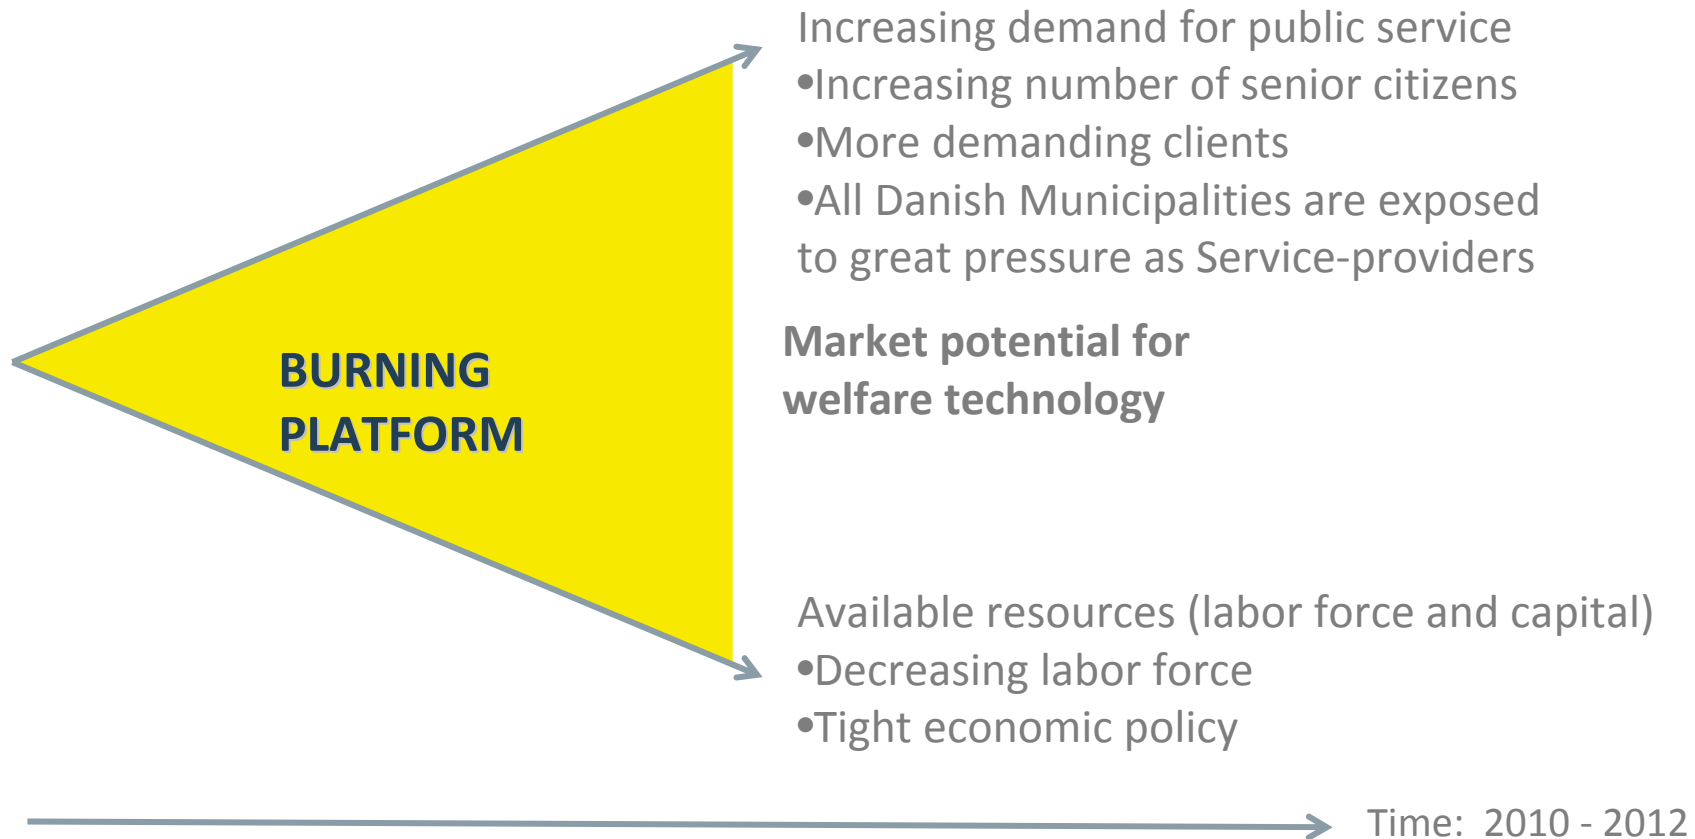 Increasing demand for public service
•Increasing number of senior citizens
•More demanding clients
•All Danish Municipalities are exposed
to great pressure as Service-providers
BURNING
PLATFORM
Market potential for
welfare technology
Available resources (labor force and capital)
•Decreasing labor force
•Tight economic policy
Time: 2010 - 2012